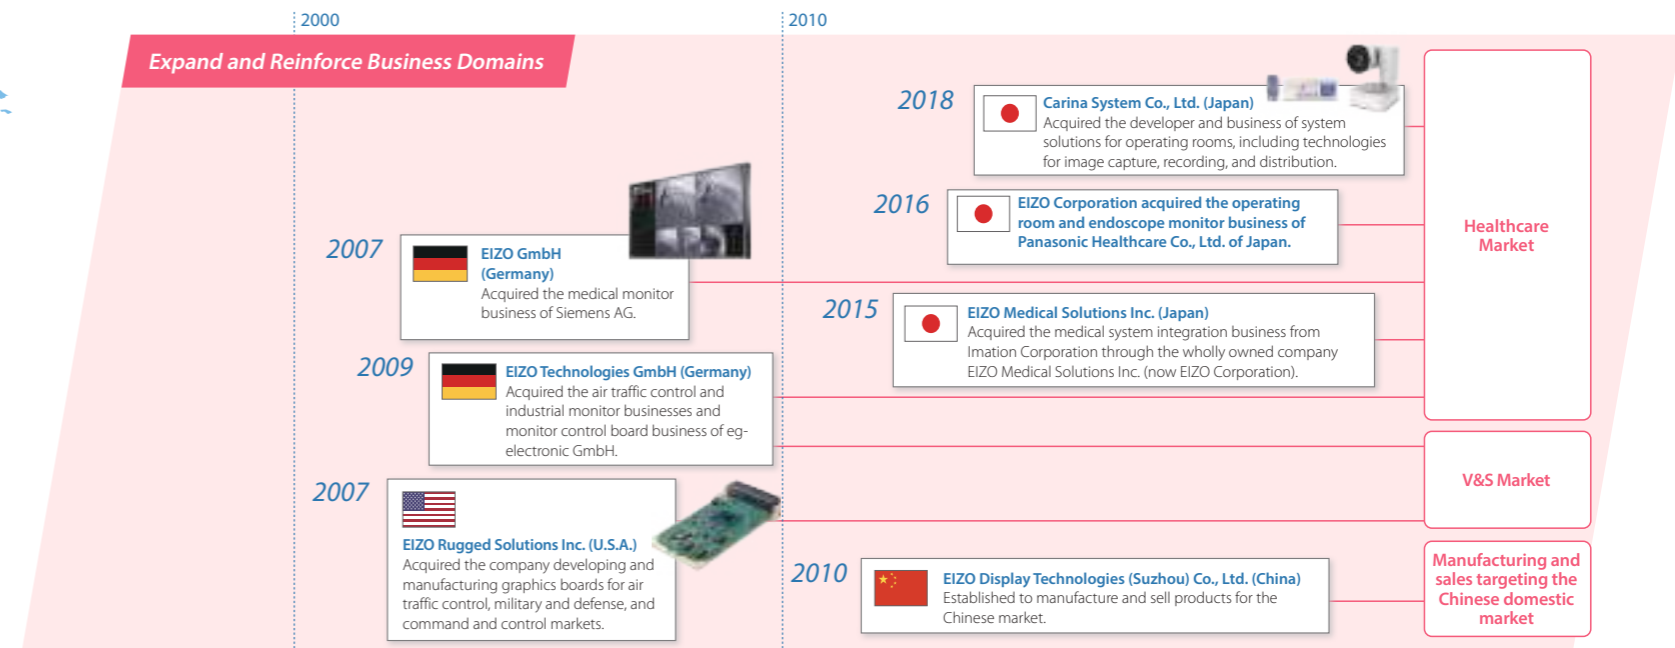 2000
2010
Expand and Reinforce Business Domains
2018
Carina System Co., Ltd. (Japan)
Acquired the developer and business of system
solutions for operating rooms, including technologies
for image capture, recording, and distribution.
2016
EIZO Corporation acquired the operating
room and endoscope monitor business of
Panasonic Healthcare Co., Ltd. of Japan.
Healthcare
Market
2007
EIZO GmbH
(Germany)
Acquired the medical monitor
business of Siemens AG.
2015
EIZO Medical Solutions Inc. (Japan)
Acquired the medical system integration business from
Imation Corporation through the wholly owned company
EIZO Medical Solutions Inc. (now EIZO Corporation).
2009
EIZO Technologies GmbH (Germany)
Acquired the air traffic control and
industrial monitor businesses and
monitor control board business of eg-
electronic GmbH.
V&S Market
2007
EIZO Rugged Solutions Inc. (U.S.A.)
Acquired the company developing and
manufacturing graphics boards for air
traffic control, military and defense, and
command and control markets.
2010
EIZO Display Technologies (Suzhou) Co., Ltd. (China)
Established to manufacture and sell products for the
Chinese market.
Manufacturing and
sales targeting the
Chinese domestic
market